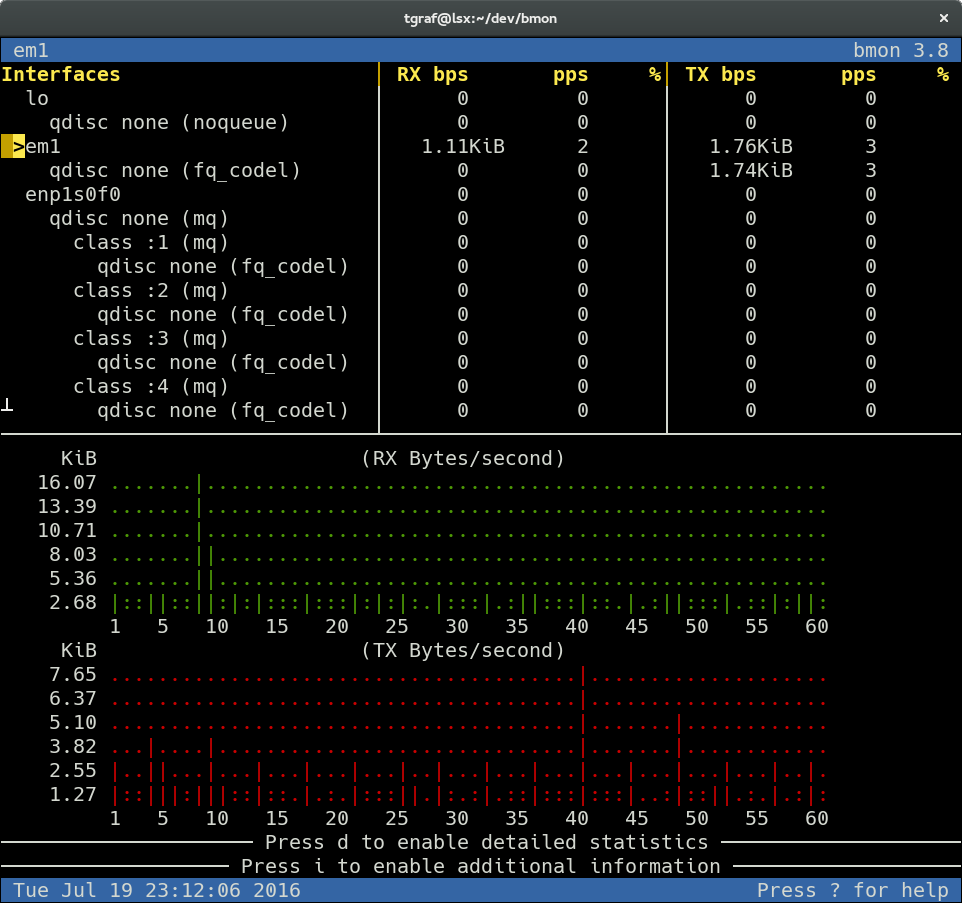 tgraf@lsx:~/dev/bmon ×
em1 bmon 3.8
Interfaces RX bps pps % TX bps pps %
lo 0 0 0 0
qdisc none (noqueue) 0 0 0 0
>em1 1.11KiB 2 1.76KiB 3
qdisc none (fq_codel) 0 0 1.74KiB 3
enp1s0f0 0 0 0 0
qdisc none (mq) 0 0 0 0
class :1 (mq) 0 0 0 0
qdisc none (fq_codel) 0 0 0 0
class :2 (mq) 0 0 0 0
qdisc none (fq_codel) 0 0 0 0
class :3 (mq) 0 0 0 0
qdisc none (fq_codel) 0 0 0 0
class :4 (mq) 0 0 0 0
qdisc none (fq_codel) 0 0 0 0
KiB (RX Bytes/second)
16.07
13.39
10.71
8.03
5.36
2.68
1 5 10 15 20 25 30 35 40 45 50 55 60
KiB (TX Bytes/second)
7.65
6.37
5.10
3.82
2.55
1.27
1 5 10 15 20 25 30 35 40 45 50 55 60
Press d to enable detailed statistics
Press i to enable additional information
Tue Jul 19 23:12:06 2016 Press ? for help